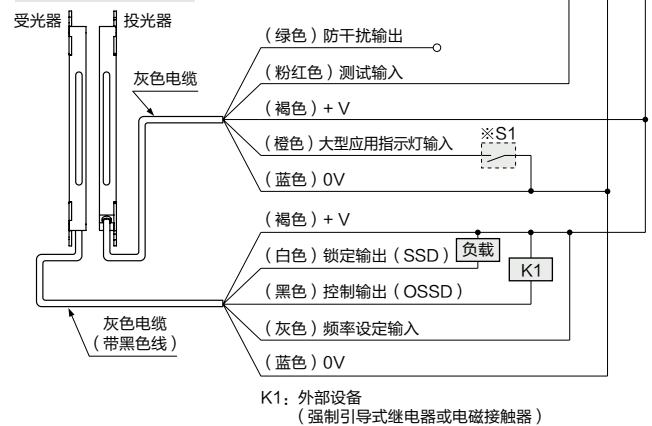 受光器
投光器
灰色电缆
（绿色）防干扰输出
（粉红色）测试输入
（褐色）+ V
（橙色）大型应用指示灯输入
※S1
（蓝色）0V
（褐色）+ V
（白色）锁定输出（SSD）
负载
K1
（黑色）控制输出（OSSD）
（灰色）频率设定输入
（蓝色）0V
灰色电缆
（带黑色线）
K1：外部设备
（强制引导式继电器或电磁接触器）